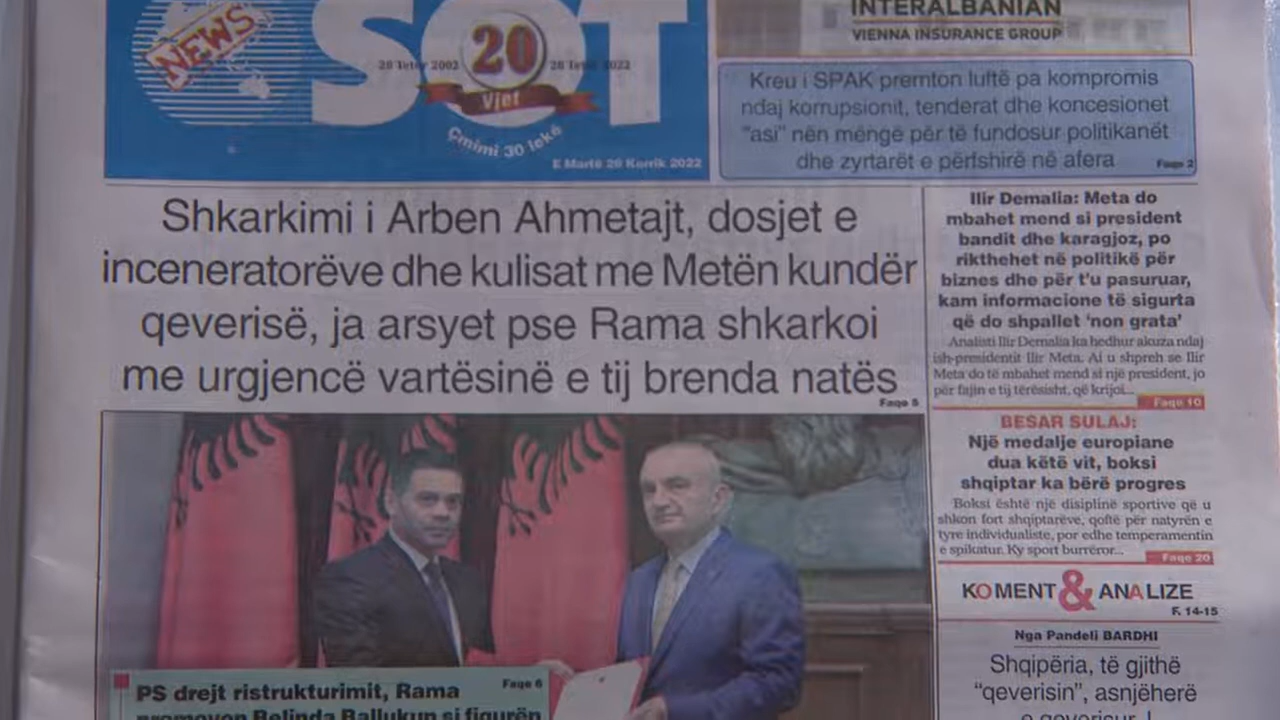 NEWS
SOT
20
28 Tetor 2002
Vjet
Çmimi 30 lekë
E Martë 26 Korrik 2022
INTERALBANIAN
VIENNA INSURANCE GROUP
Kreu i SPAK premton luftë pa kompromis
ndaj korrupsionit, tenderat dhe koncesionet
"asi" nën mëngë për të fundosur politikanët
dhe zyrtarët e përfshirë në afera
Faqe 2
Shkarkimi i Arben Ahmetajt, dosjet e
inceneratorëve dhe kulisat me Metën kundër
qeverisë, ja arsyet pse Rama shkarkoi
me urgjencë vartësinë e tij brenda natës
Faqe 5
PS drejt ristrukturimit, Rama
Faqe 6
promovon Belinda Ballukun si figurën
Ilir Demalia: Meta do
mbahet mend si president
bandit dhe karagjoz, po
rikthehet në politikë për
biznes dhe për t'u pasuruar,
kam informacione të sigurta
që do shpallet 'non grata'
Analisti Ilir Demalia ka hedhur akuza ndaj
ish-presidentit Ilir Meta. Ai u shpreh se Ilir
Meta do të mbahet mend si një president, jo
për fajin e tij tërësisht, që krijoi...
Faqe 10
BESAR SULAJ:
Një medalje europiane
dua këtë vit, boksi
shqiptar ka bërë progres
Boksi është një disiplinë sportive që u
shkon fort shqiptarëve, qoftë për natyrën e
tyre individualiste, por edhe temperamentin
e spikatur. Ky sport burrëror...
Faqe 20
KOMENT & ANALIZE
F. 14-15
Nga Pandeli BARDHI
Shqipëria, të gjithë
"qeverisin", asnjëherë